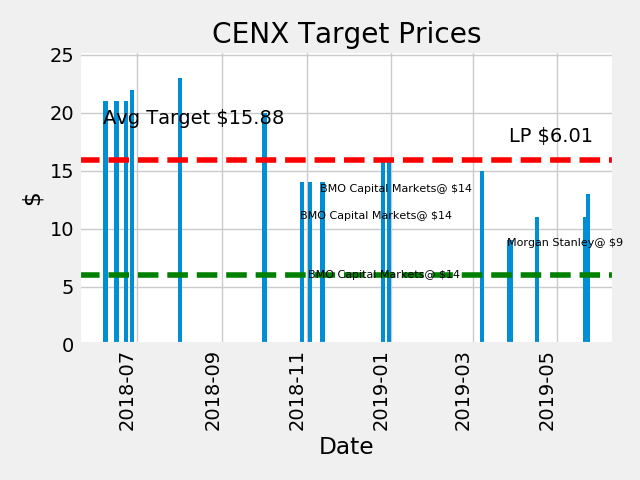 CENX Target Prices
25
20
15
10
5
0
$
Avg Target $15.88
LP $6.01
BMO Capital Markets@ $14
BMO Capital Markets@ $14
Morgan Stanley@ $9
BMO Capital Markets@ $14
2018-07
2018-09
2018-11
2019-01
2019-03
2019-05
Date